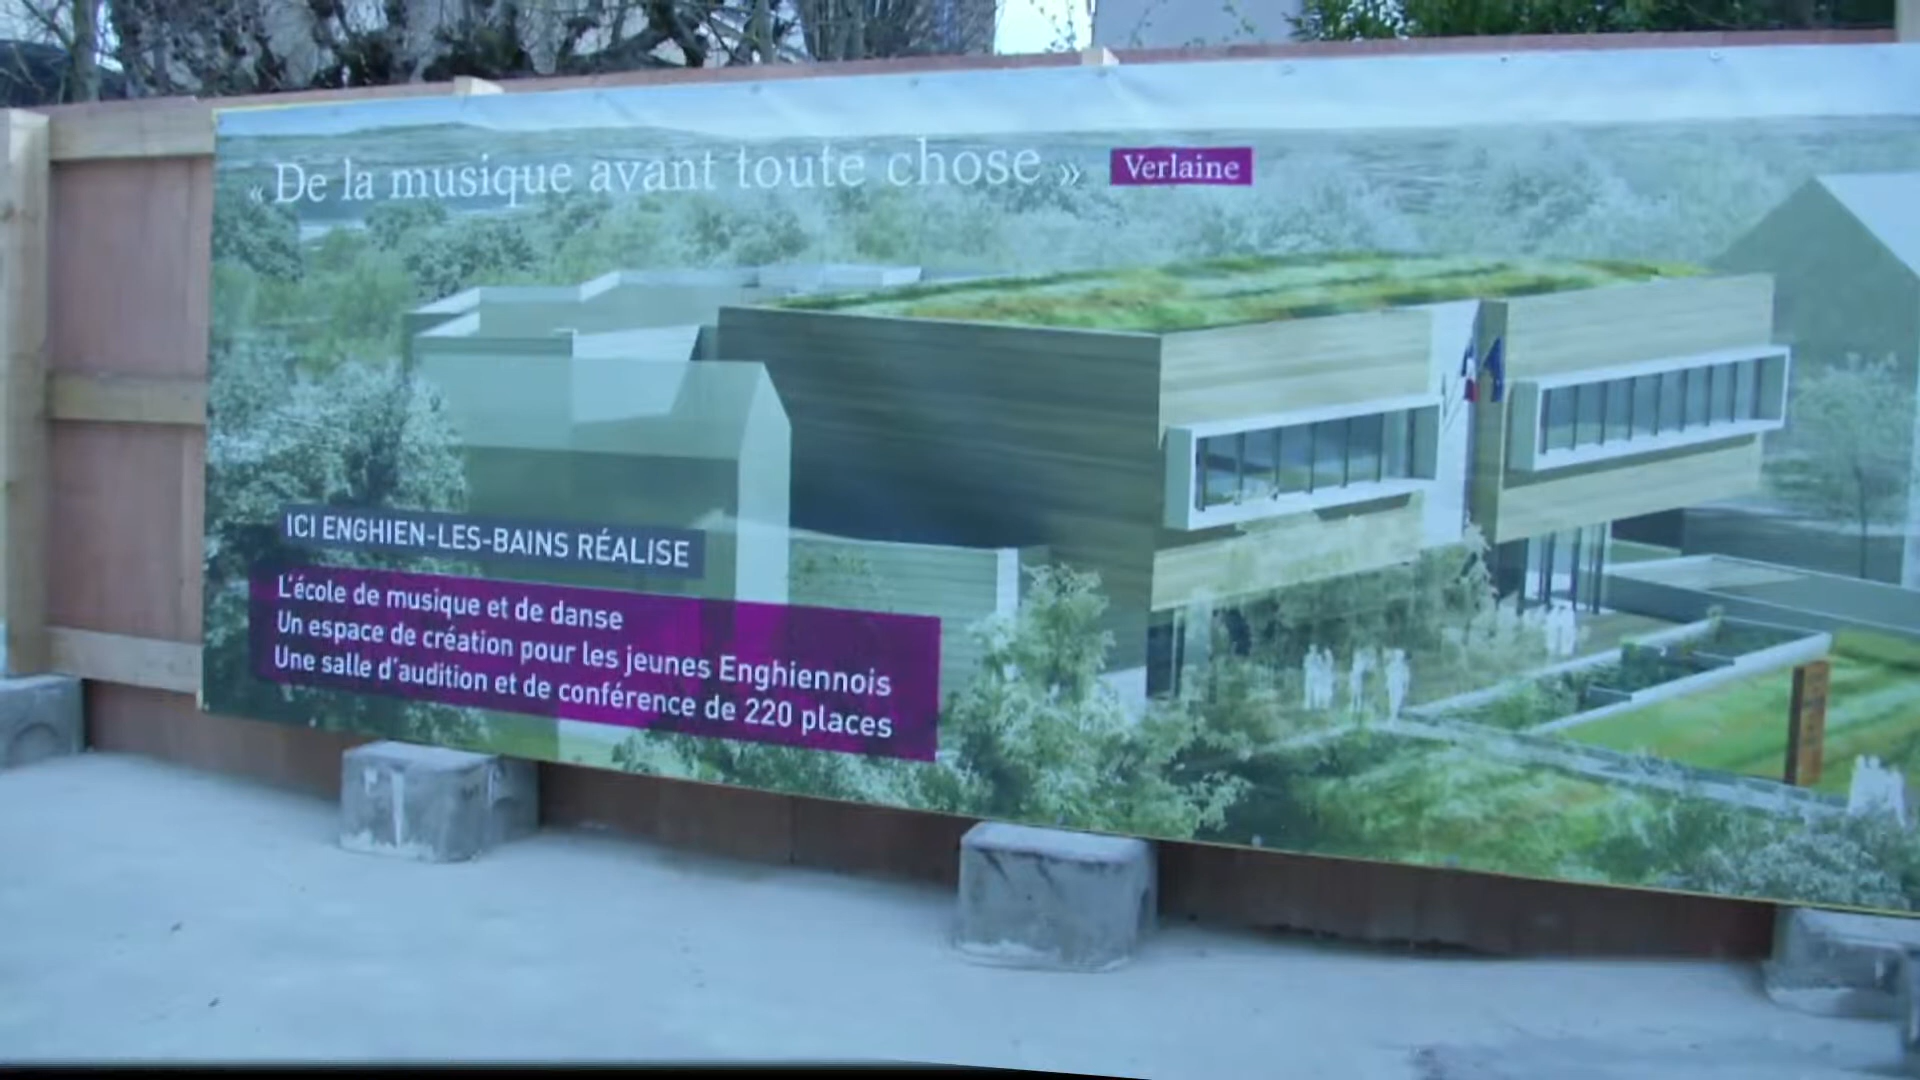 « De la musique avant toute chose » Verlaine
ICI ENGHIEN-LES-BAINS RÉALISE
L'école de musique et de danse
Un espace de création pour les jeunes Enghiennois
Une salle d'audition et de conférence de 220 places